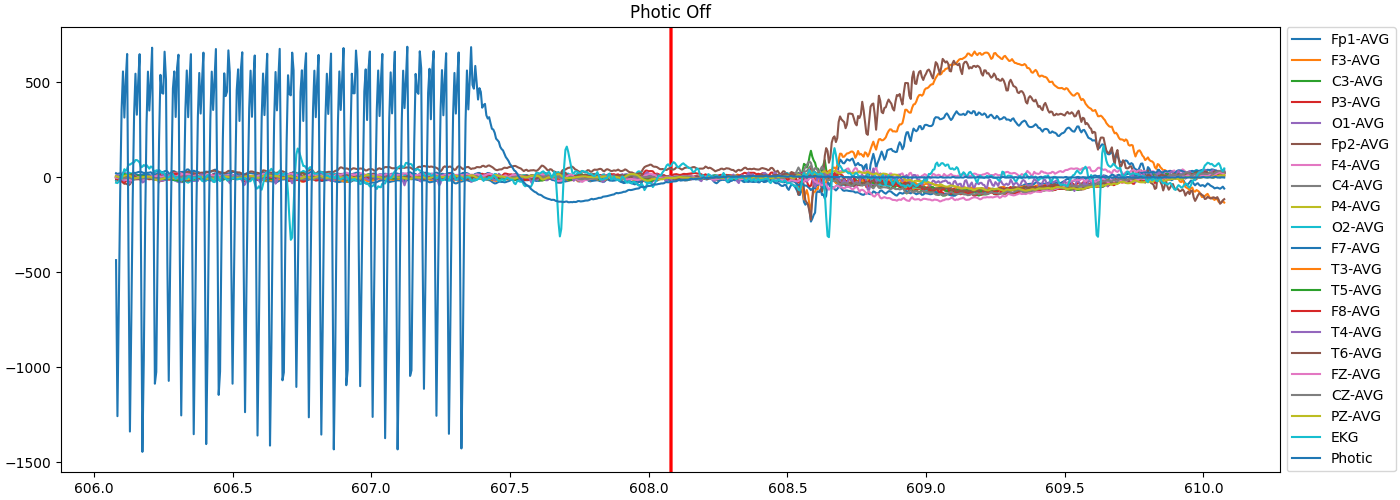 Photic Off
500
0
−500
−1000
−1500
606.0 606.5 607.0 607.5 608.0 608.5 609.0 609.5 610.0
Fp1-AVG
F3-AVG
C3-AVG
P3-AVG
O1-AVG
Fp2-AVG
F4-AVG
C4-AVG
P4-AVG
O2-AVG
F7-AVG
T3-AVG
T5-AVG
F8-AVG
T4-AVG
T6-AVG
FZ-AVG
CZ-AVG
PZ-AVG
EKG
Photic